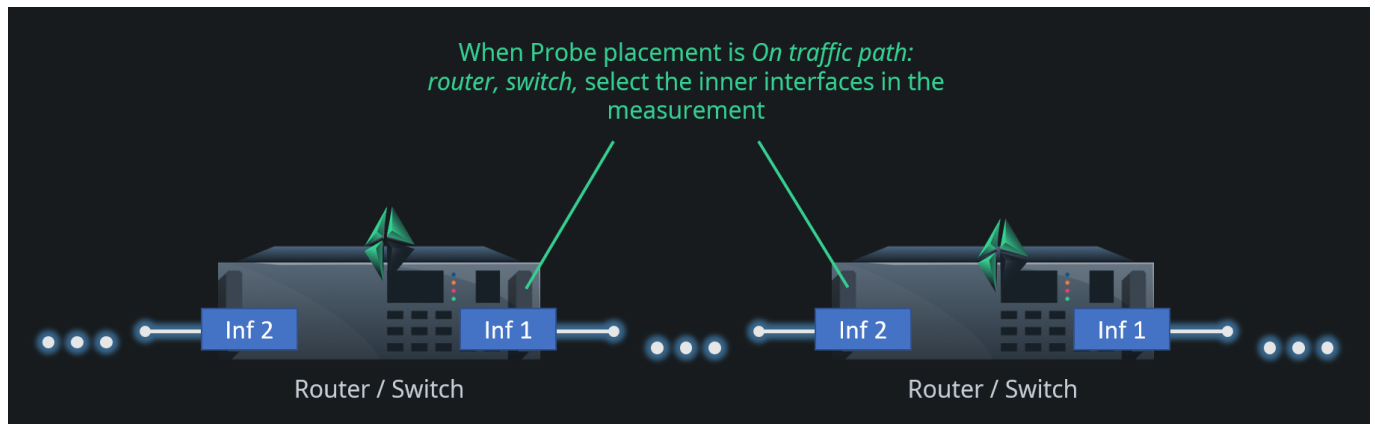 When Probe placement is On traffic path:
router, switch, select the inner interfaces in the
measurement
Inf 2
Inf 1
Inf 2
Inf 1
Router / Switch
Router / Switch